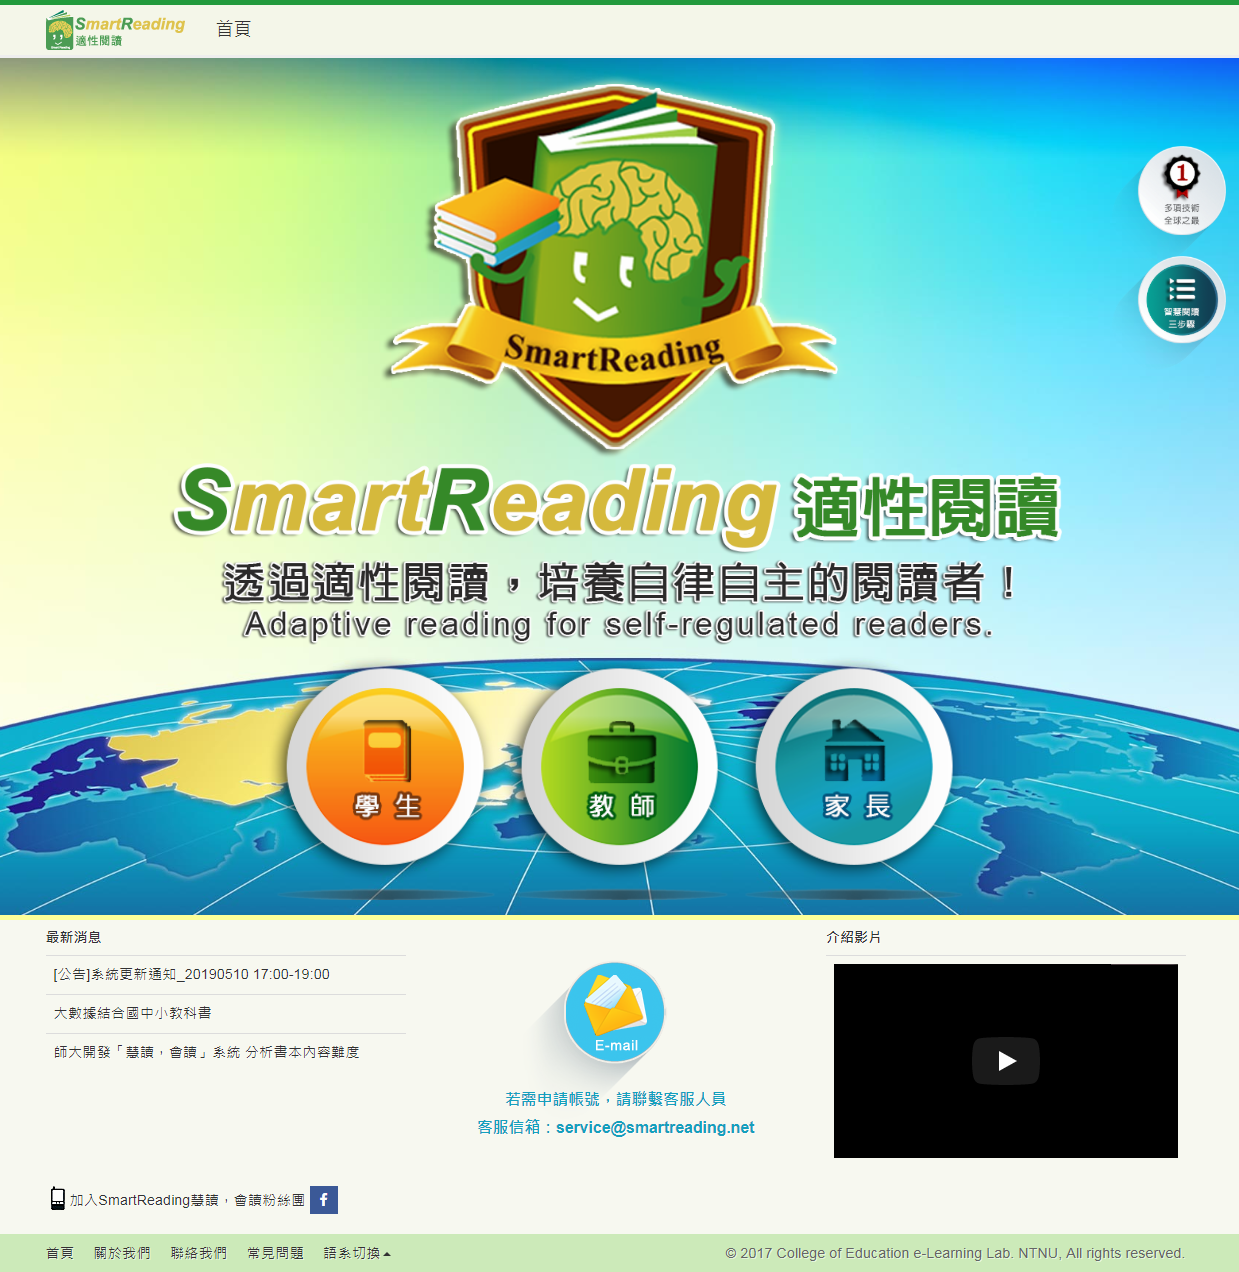 SmartReading
適性閱讀
首頁
1
多項技術
全球之最
智慧閱讀
三步驟
SmartReading
SmartReading 適性閱讀
透過適性閱讀，培養自律自主的閱讀者！
Adaptive reading for self-regulated readers.
學生
教師
家長
最新消息
[公告]系統更新通知_20190510 17:00-19:00
大數據結合國中小教科書
師大開發「慧讀，會讀」系統 分析書本內容難度
E-mail
若需申請帳號，請聯繫客服人員
客服信箱：service@smartreading.net
介紹影片
加入SmartReading慧讀，會讀粉絲團
首頁 關於我們 聯絡我們 常見問題 語系切換
© 2017 College of Education e-Learning Lab. NTNU, All rights reserved.